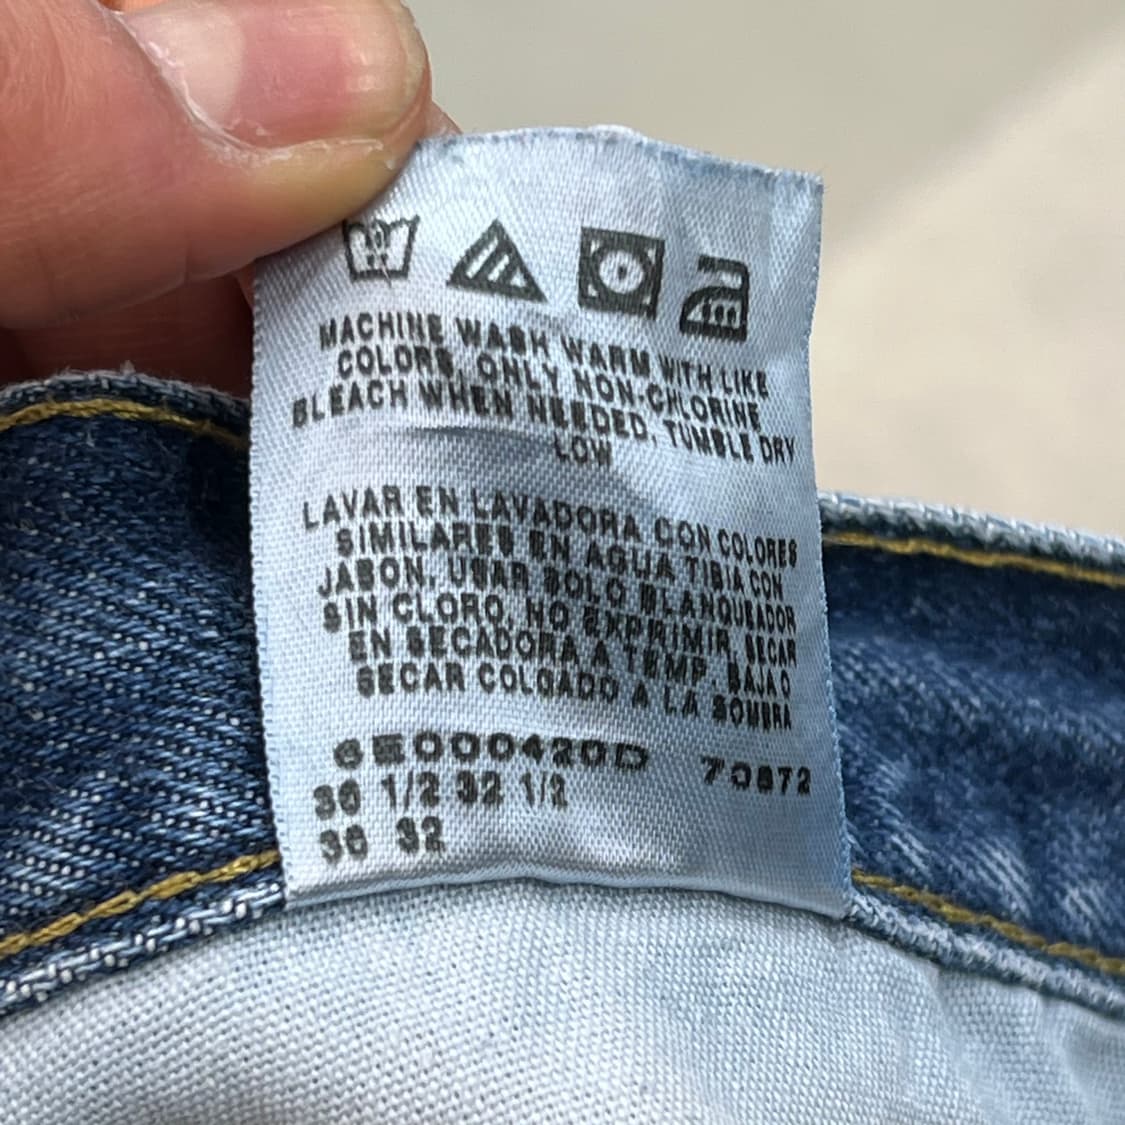 MACHINE WASH WARM WITH LIKE
COLORS, ONLY NON-CHLORINE
BLEACH WHEN NEEDED, TUMBLE DRY
LOW
LAVAR EN LAVADORA CON COLORES
SIMILARES EN AGUA TIBIA CON
JABON, USAR SOLO BLANQUEADOR
SIN CLORO, NO EXPRIMIR, SECAR
EN SECADORA A TEMP. BAJA O
SECAR COLGADO A LA SOMBRA
36 1/2 32 1/2
36 32